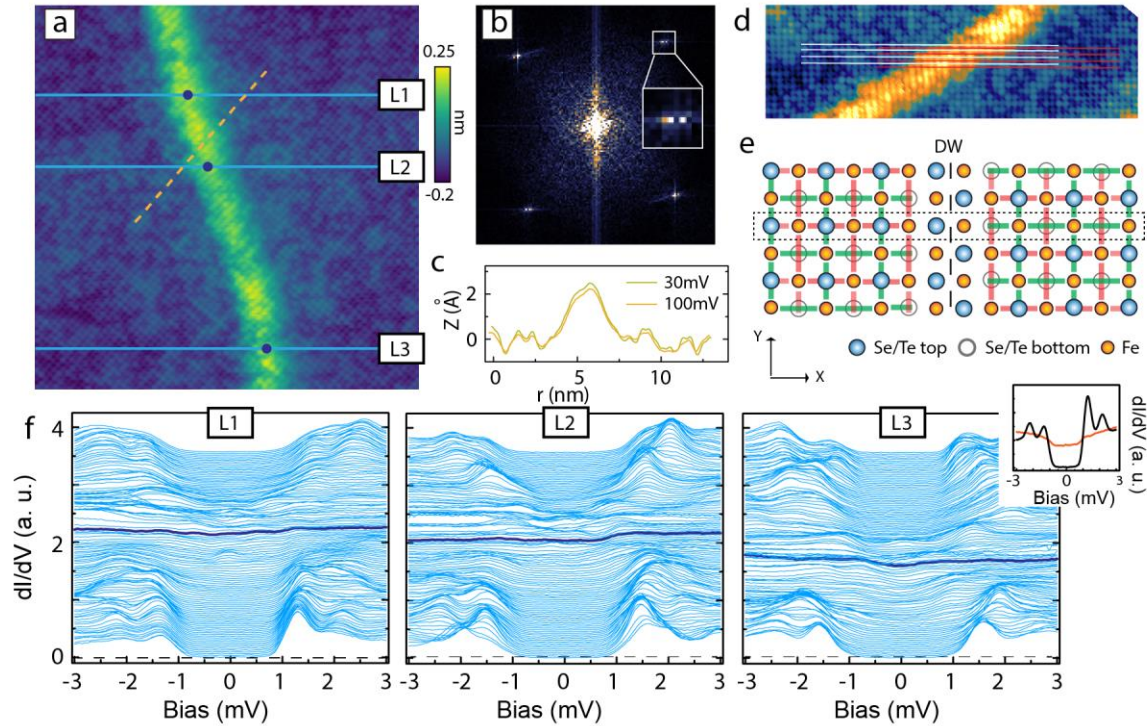 a
0.25
nm
-0.2
L1
L2
L3
b
c
2
0
Z (Å)
30mV
100mV
0
5
10
r (nm)
d
e
DW
Y
X
Se/Te top
Se/Te bottom
Fe
f
L1
L2
L3
4
2
0
dI/dV (a. u.)
-3 -2 -1 0 1 2 3
Bias (mV)
-3 -2 -1 0 1 2 3
Bias (mV)
-3 -2 -1 0 1 2 3
Bias (mV)
dI/dV (a. u.)
-3 3
Bias (mV)